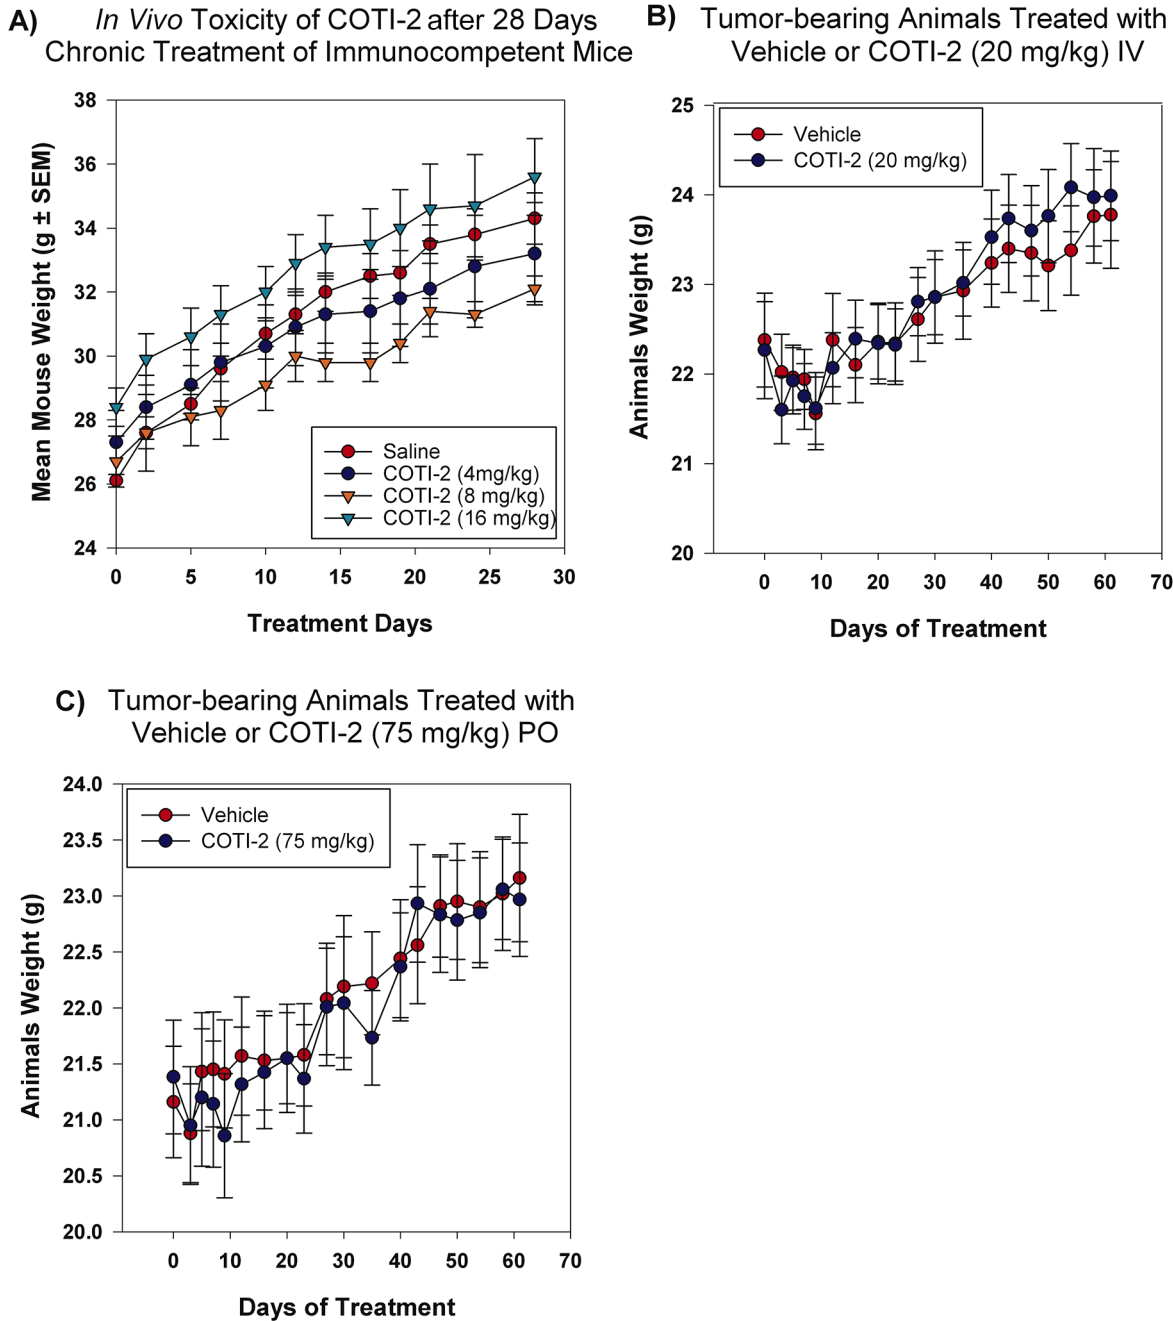 A) In Vivo Toxicity of COTI-2 after 28 Days
Chronic Treatment of Immunocompetent Mice
38
36
34
32
30
28
26
24
Mean Mouse Weight (g ± SEM)
Saline
COTI-2 (4mg/kg)
COTI-2 (8 mg/kg)
COTI-2 (16 mg/kg)
0 5 10 15 20 25 30
Treatment Days
B) Tumor-bearing Animals Treated with
Vehicle or COTI-2 (20 mg/kg) IV
25
24
23
22
21
20
Animals Weight (g)
Vehicle
COTI-2 (20 mg/kg)
0 10 20 30 40 50 60 70
Days of Treatment
C) Tumor-bearing Animals Treated with
Vehicle or COTI-2 (75 mg/kg) PO
24.0
23.5
23.0
22.5
22.0
21.5
21.0
20.5
20.0
Animals Weight (g)
Vehicle
COTI-2 (75 mg/kg)
0 10 20 30 40 50 60 70
Days of Treatment